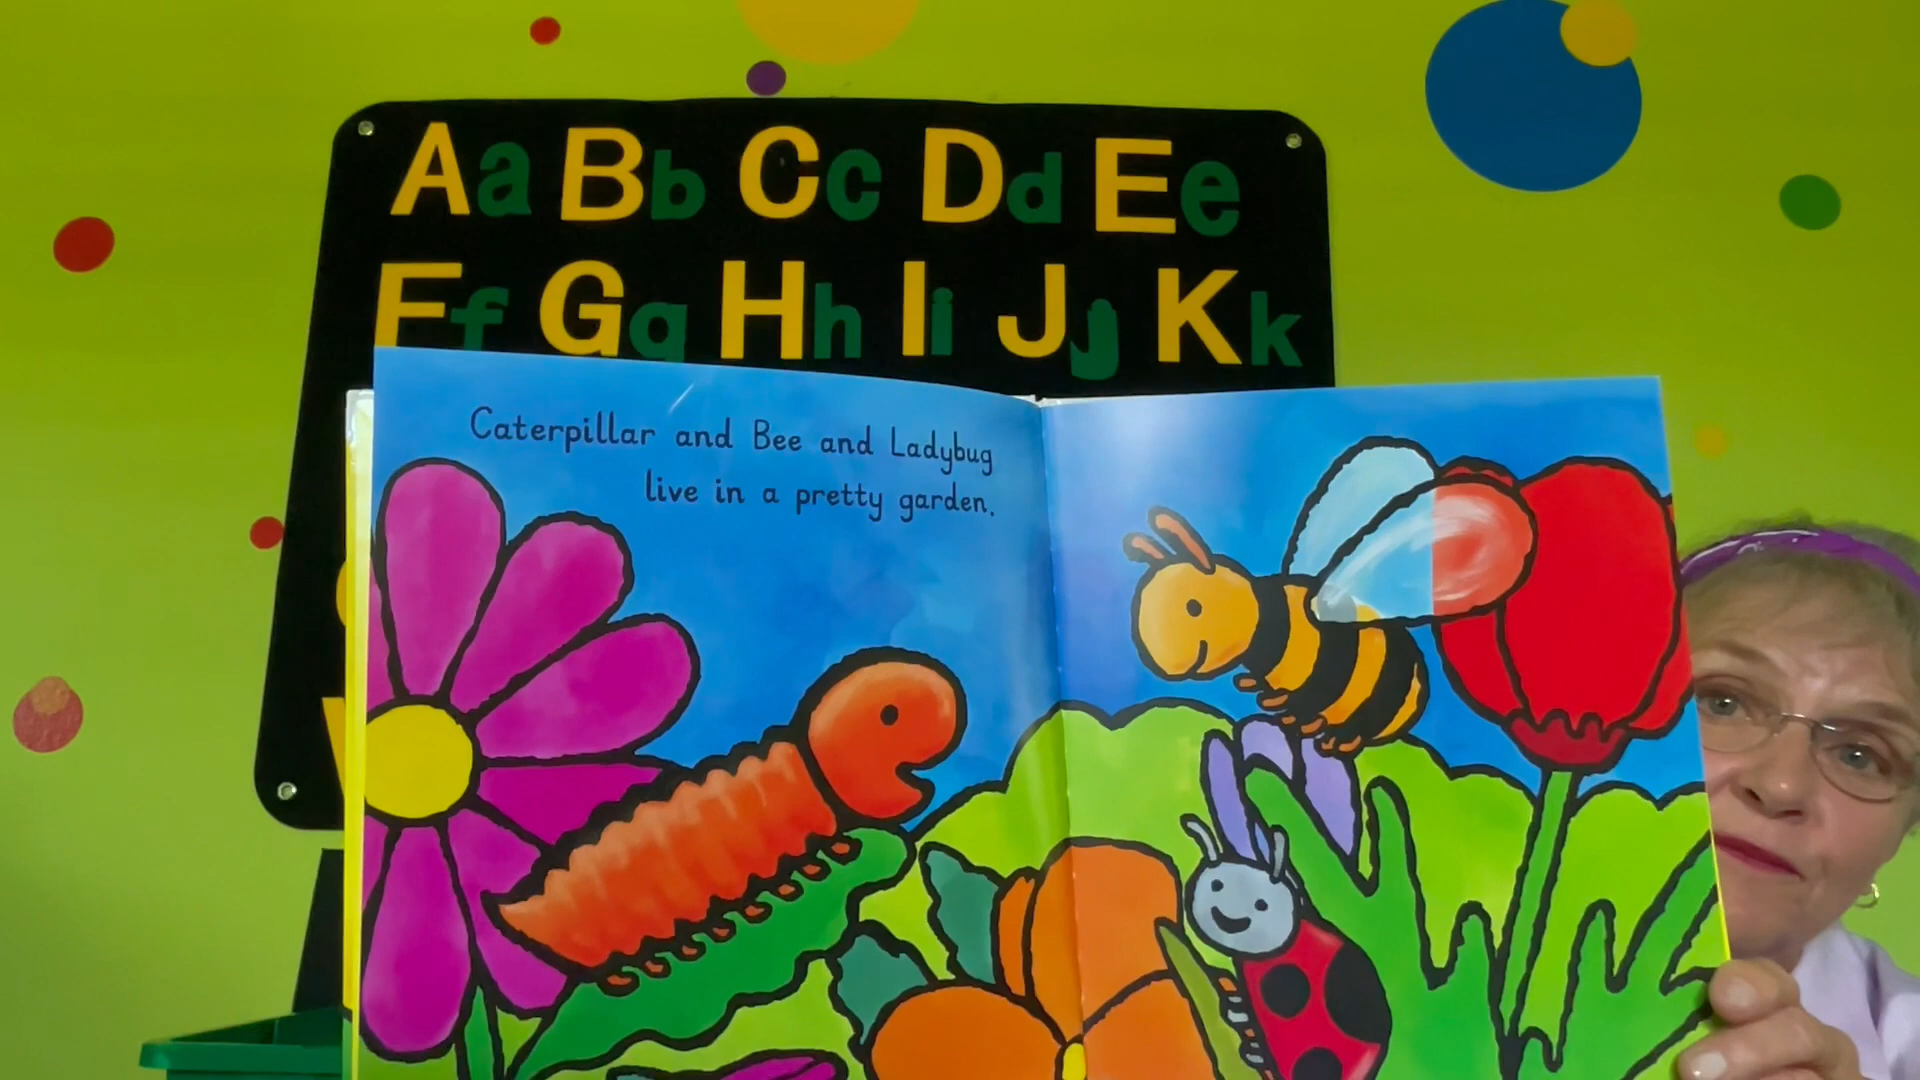 Aa Bb Cc Dd Ee
Ff Gg Hh Ii Jj Kk
Caterpillar and Bee and Ladybug
live in a pretty garden.